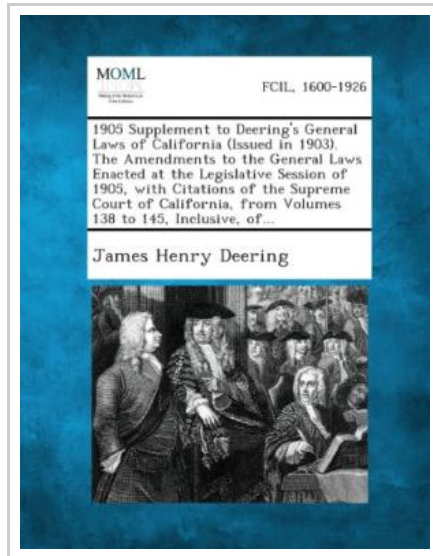 MOML
FCIL, 1600-1926
1905 Supplement to Deering's General
Laws of California (Issued in 1903).
The Amendments to the General Laws
Enacted at the Legislative Session of
1905, with Citations of the Supreme
Court of California, from Volumes
138 to 145, Inclusive, of...
James Henry Deering